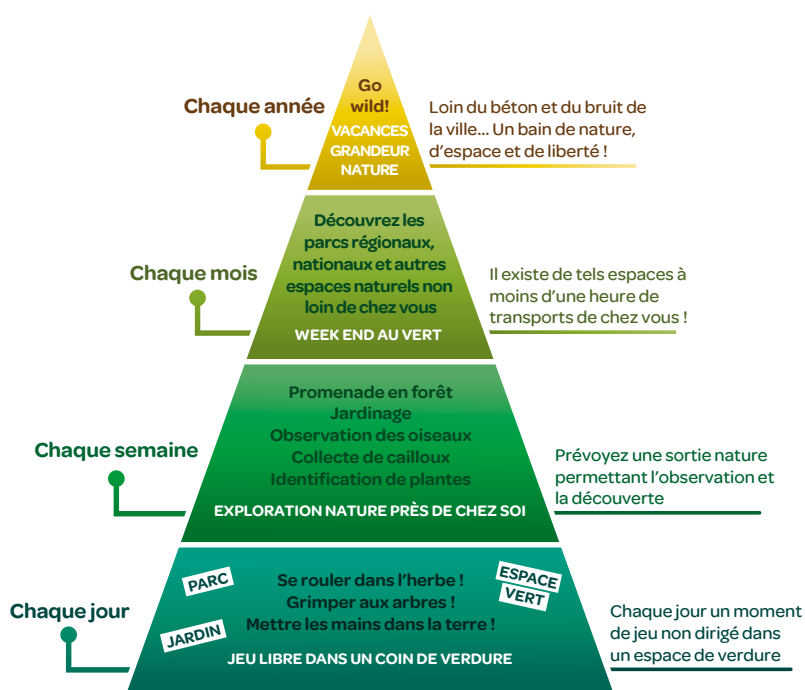 Chaque année
Go
wild!
VACANCES
GRANDEUR
NATURE
Loin du béton et du bruit de
la ville... Un bain de nature,
d'espace et de liberté !
Chaque mois
Découvrez les
parcs régionaux,
nationaux et autres
espaces naturels non
loin de chez vous
WEEK END AU VERT
Il existe de tels espaces à
moins d'une heure de
transports de chez vous !
Chaque semaine
Promenade en forêt
Jardinage
Observation des oiseaux
Collecte de cailloux
Identification de plantes
EXPLORATION NATURE PRÈS DE CHEZ SOI
Prévoyez une sortie nature
permettant l'observation et
la découverte
Chaque jour
PARC
JARDIN
Se rouler dans l'herbe !
Grimper aux arbres !
Mettre les mains dans la terre !
ESPACE
VERT
JEU LIBRE DANS UN COIN DE VERDURE
Chaque jour un moment
de jeu non dirigé dans
un espace de verdure